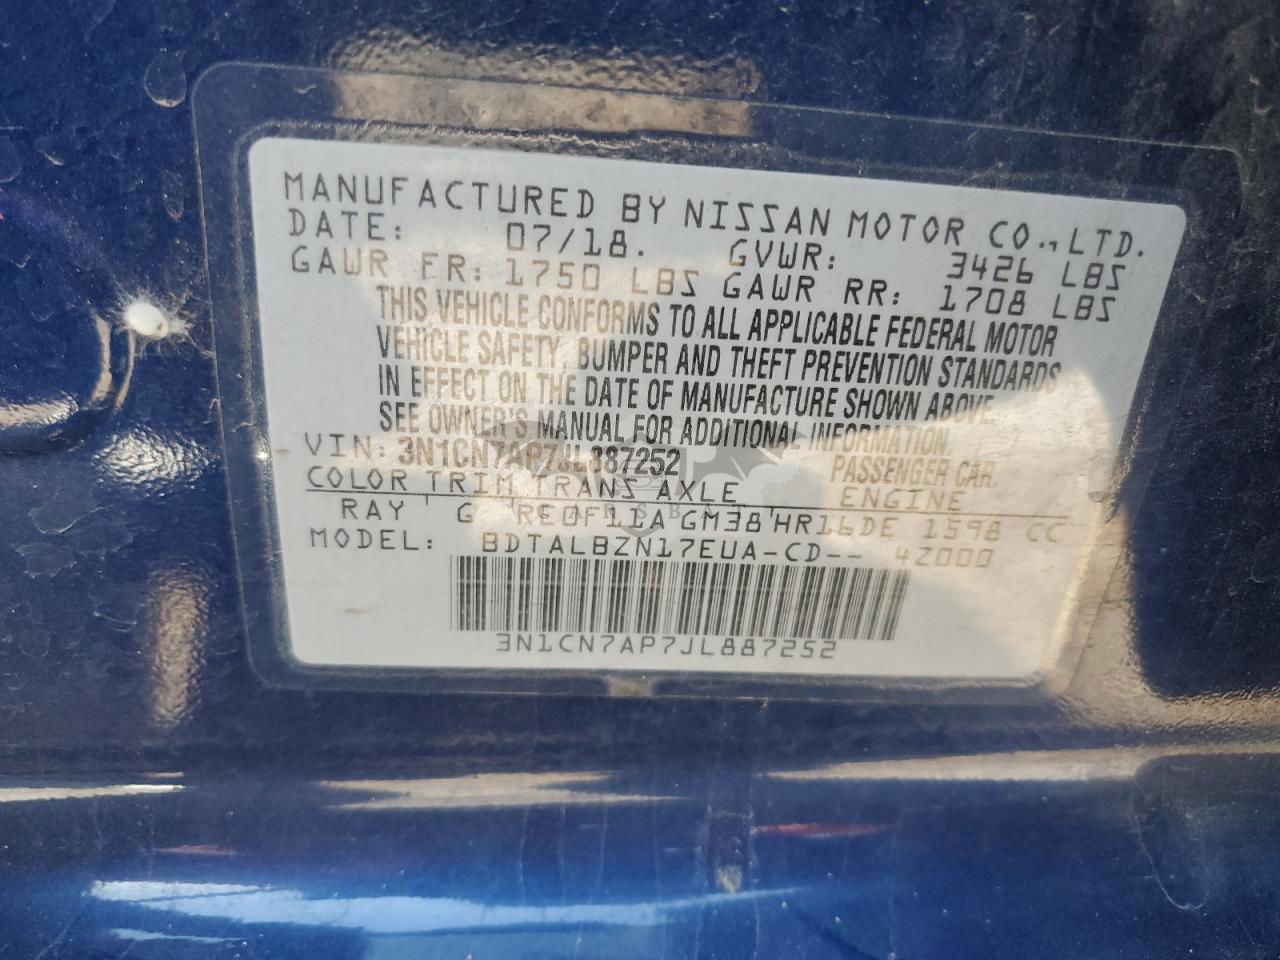 MANUFACTURED BY NISSAN MOTOR CO., LTD.
DATE: 07/18. GVWR: 3426 LBS
GAWR FR: 1750 LBS GAWR RR: 1708 LBS
THIS VEHICLE CONFORMS TO ALL APPLICABLE FEDERAL MOTOR
VEHICLE SAFETY, BUMPER AND THEFT PREVENTION STANDARDS
IN EFFECT ON THE DATE OF MANUFACTURE SHOWN ABOVE.
SEE OWNER'S MANUAL FOR ADDITIONAL INFORMATION.
VIN: 3N1CN7AP7JL887252 PASSENGER CAR.
COLOR TRIM TRANS AXLE ENGINE
RAY ' G ' RE0F11A GM38'HR16DE 1598 CC
MODEL: BDTALBZN17EUA-CD-- 4Z000
3N1CN7AP7JL887252